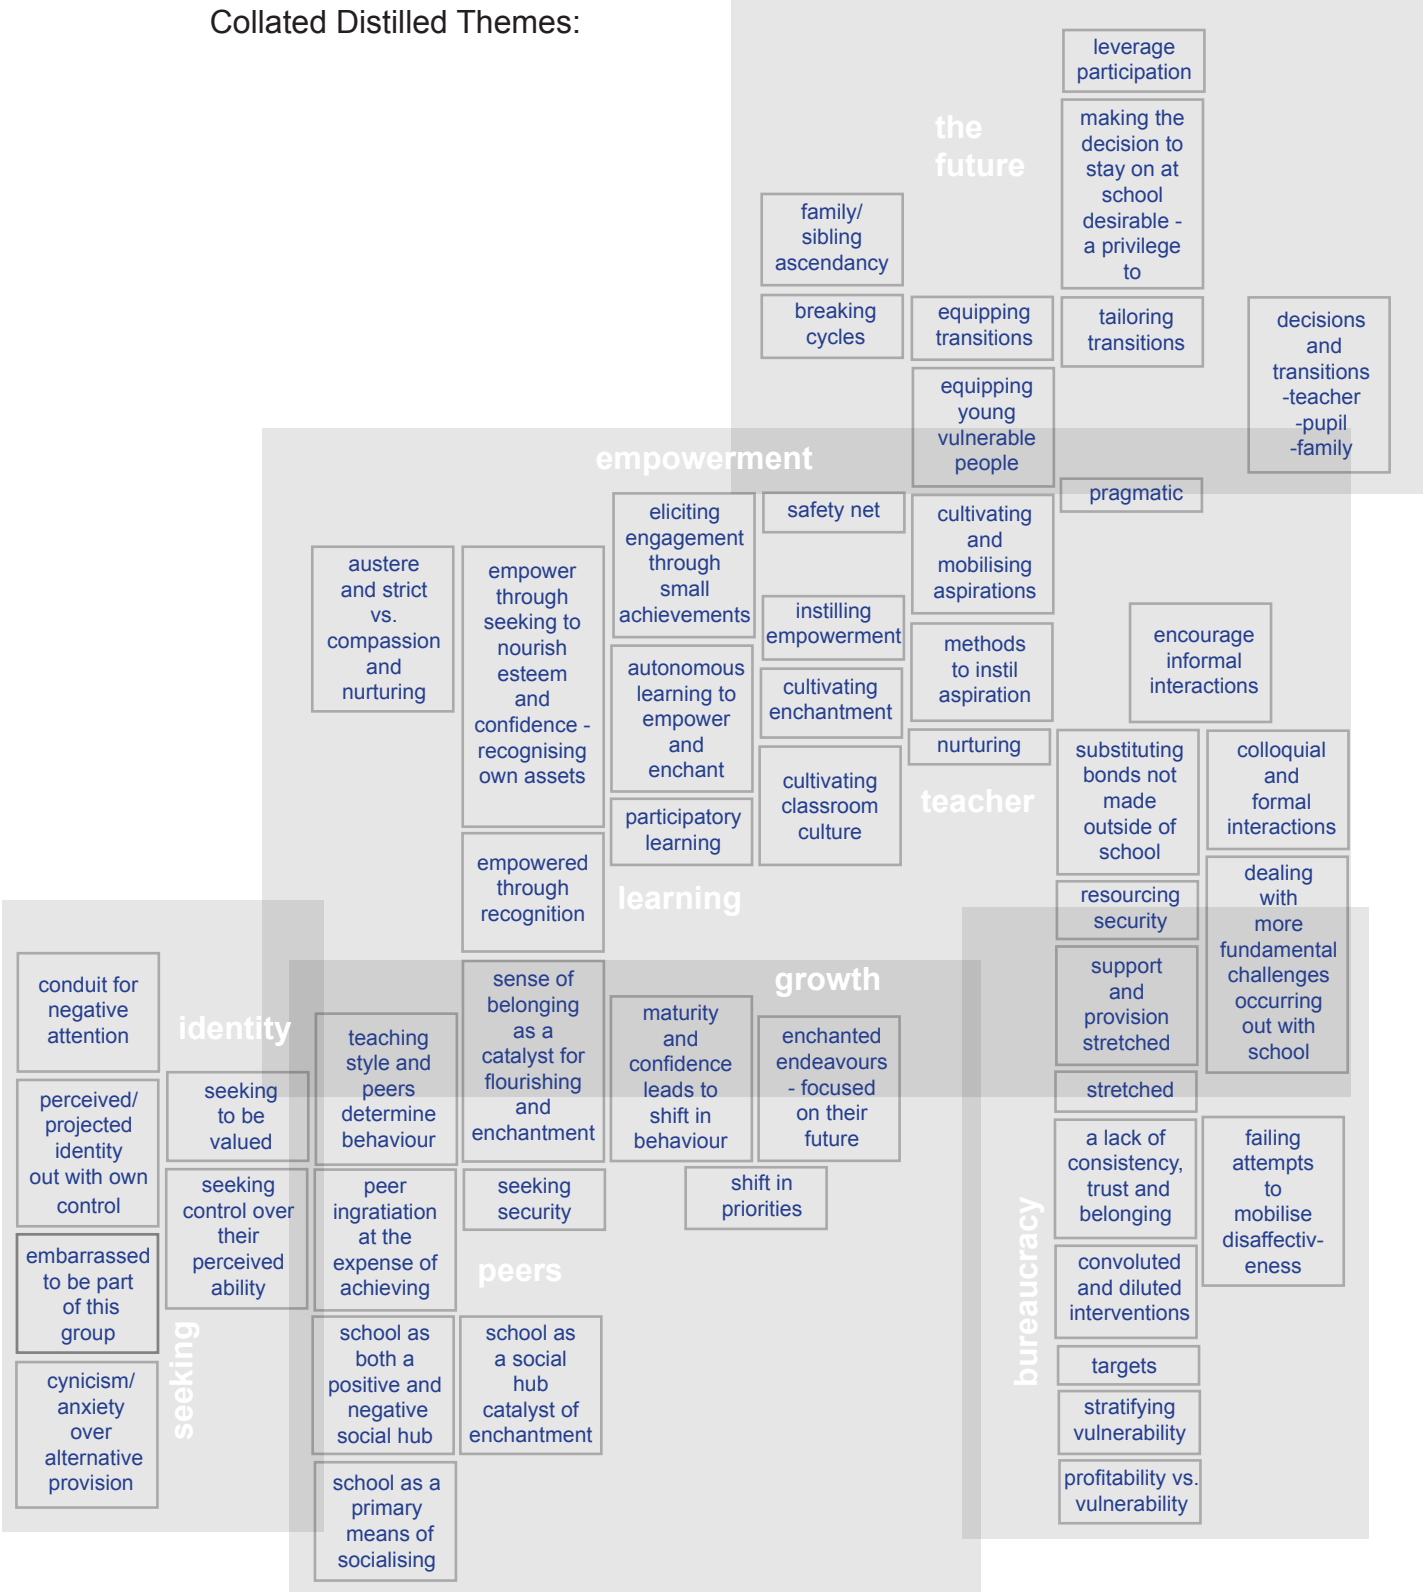 Collated Distilled Themes:
leverage
participation
the
future
making the
decision to
stay on at
school
desirable -
a privilege
to
family/
sibling
ascendancy
breaking
cycles
equipping
transitions
tailoring
transitions
decisions
and
transitions
-teacher
-pupil
-family
equipping
young
vulnerable
people
empowerment
pragmatic
eliciting
engagement
through
small
achievements
safety net
cultivating
and
mobilising
aspirations
austere
and strict
vs.
compassion
and
nurturing
empower
through
seeking to
nourish
esteem
and
confidence -
recognising
own assets
instilling
empowerment
encourage
informal
interactions
autonomous
learning to
empower
and
enchant
cultivating
enchantment
methods
to instil
aspiration
nurturing
teacher
substituting
bonds not
made
outside of
school
colloquial
and
formal
interactions
cultivating
classroom
culture
participatory
learning
empowered
through
recognition
learning
resourcing
security
dealing
with
more
fundamental
challenges
occurring
out with
school
support
and
provision
stretched
stretched
conduit for
negative
attention
identity
growth
teaching
style and
peers
determine
behaviour
sense of
belonging
as a
catalyst for
flourishing
and
enchantment
maturity
and
confidence
leads to
shift in
behaviour
enchanted
endeavours
- focused
on their
future
perceived/
projected
identity
out with own
control
seeking
to be
valued
seeking
control over
their
perceived
ability
peer
ingratiation
at the
expense of
achieving
seeking
security
shift in
priorities
peers
a lack of
consistency,
trust and
belonging
failing
attempts
to
mobilise
disaffectiv-
eness
bureaucracy
convoluted
and diluted
interventions
embarrassed
to be part
of this
group
seeking
cynicism/
anxiety
over
alternative
provision
school as
both a
positive and
negative
social hub
school as
a social
hub
catalyst of
enchantment
targets
stratifying
vulnerability
profitability vs.
vulnerability
school as a
primary
means of
socialising